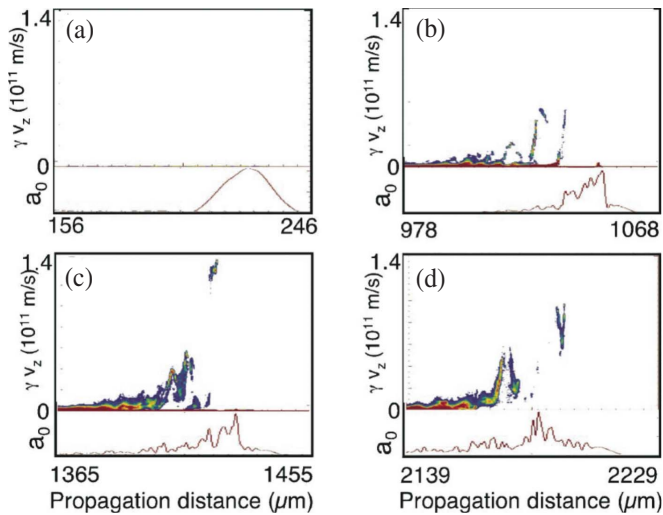 (a)
1.4
γ v_z (10^11 m/s)
0
a_0
156 246
(b)
1.4
γ v_z (10^11 m/s)
0
a_0
978 1068
(c)
1.4
γ v_z (10^11 m/s)
0
a_0
1365 1455
Propagation distance (μm)
(d)
1.4
γ v_z (10^11 m/s)
0
a_0
2139 2229
Propagation distance (μm)